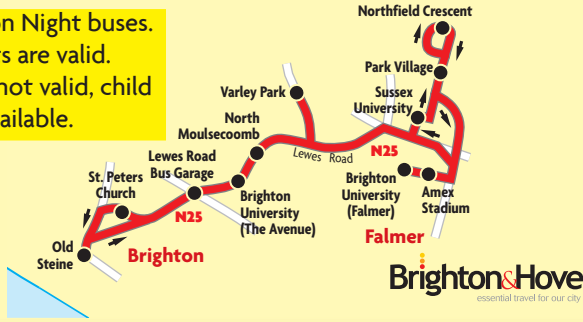 on Night buses.
rs are valid.
not valid, child
ailable.
Northfield Crescent
Park Village
Sussex
University
Varley Park
North
Moulsecoomb
Lewes Road
N25
Lewes Road
Bus Garage
St. Peters
Church
N25
Brighton
University
(The Avenue)
Brighton
University
(Falmer)
Amex
Stadium
Falmer
Old
Steine
Brighton
Brighton&Hove
essential travel for our city